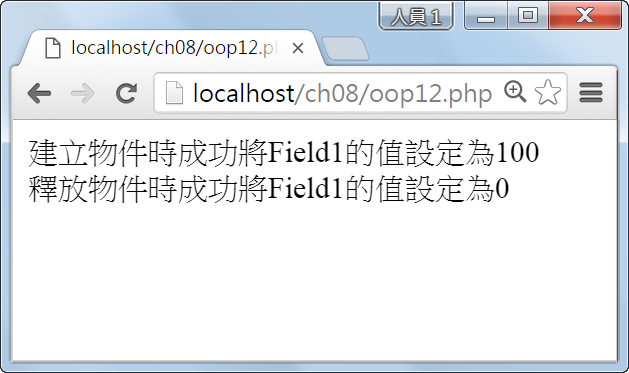 人員 1
localhost/ch08/oop12.p
localhost/ch08/oop12.php
建立物件時成功將Field1的值設定為100
釋放物件時成功將Field1的值設定為0